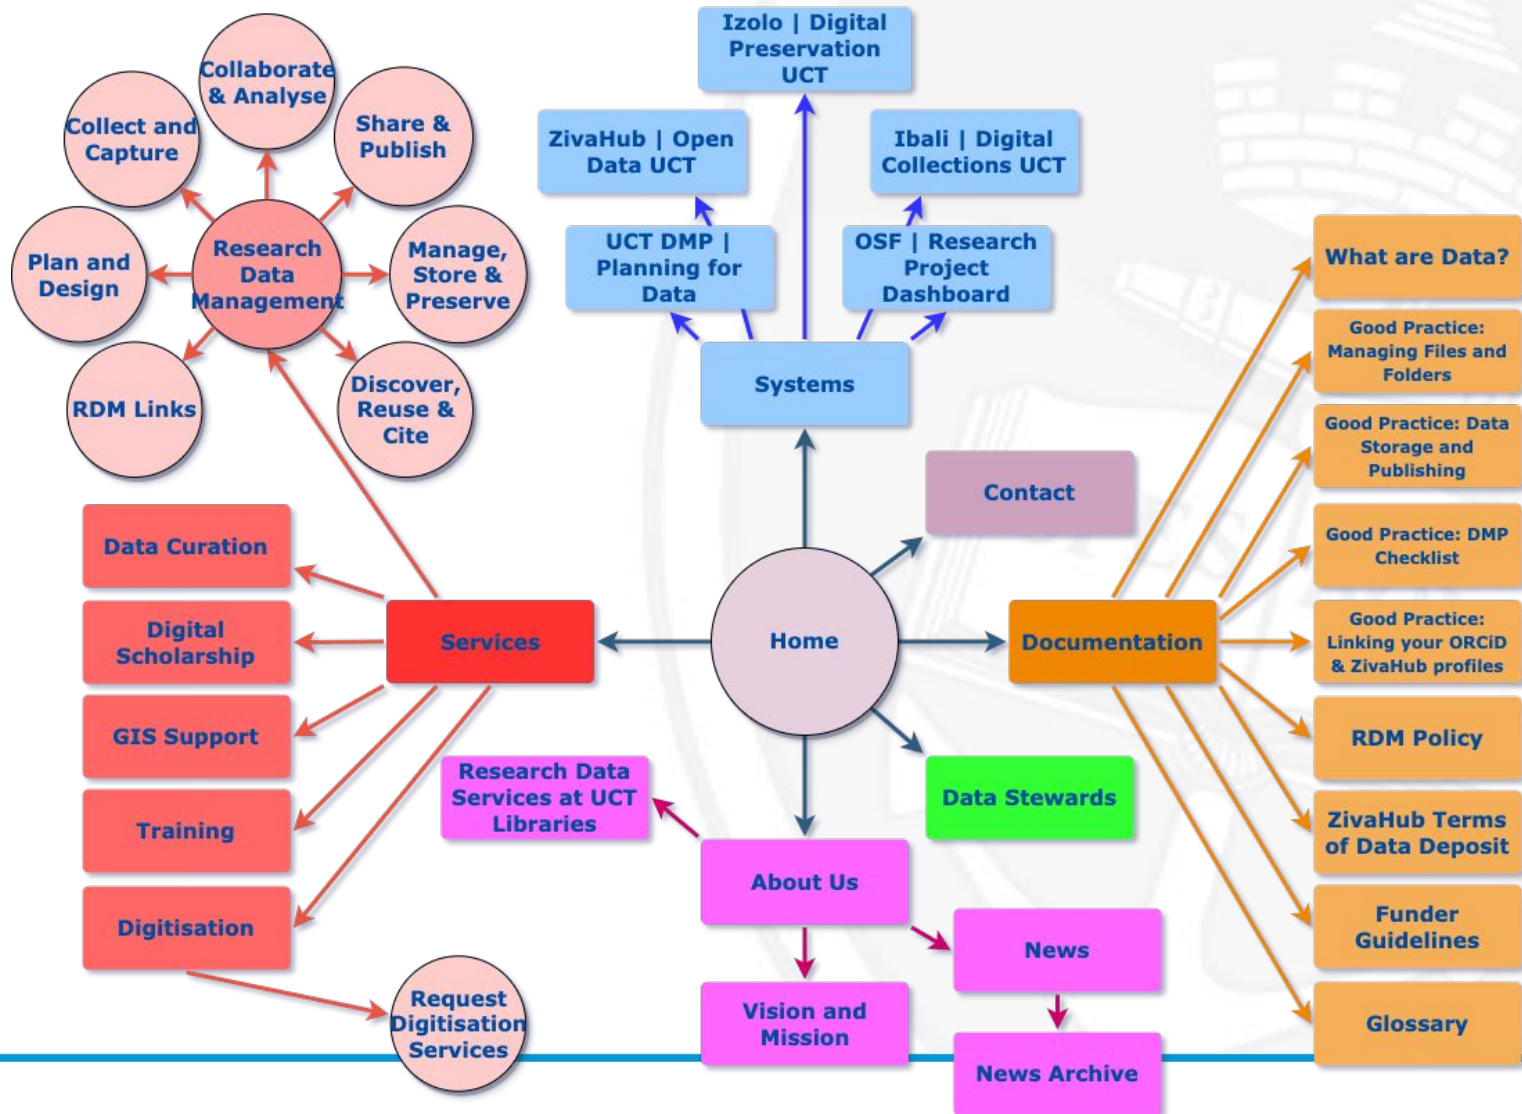 Collaborate
& Analyse
Collect and
Capture
Share &
Publish
Plan and
Design
Research
Data
Management
Manage,
Store &
Preserve
RDM Links
Discover,
Reuse &
Cite
Izolo | Digital
Preservation
UCT
ZivaHub | Open
Data UCT
Ibali | Digital
Collections UCT
UCT DMP |
Planning for
Data
OSF | Research
Project
Dashboard
Systems
Contact
Home
Services
Data Curation
Digital
Scholarship
GIS Support
Training
Digitisation
Request
Digitisation
Services
Research Data
Services at UCT
Libraries
Data Stewards
About Us
Vision and
Mission
News
News Archive
Documentation
What are Data?
Good Practice:
Managing Files and
Folders
Good Practice: Data
Storage and
Publishing
Good Practice: DMP
Checklist
Good Practice:
Linking your ORCiD
& ZivaHub profiles
RDM Policy
ZivaHub Terms
of Data Deposit
Funder
Guidelines
Glossary